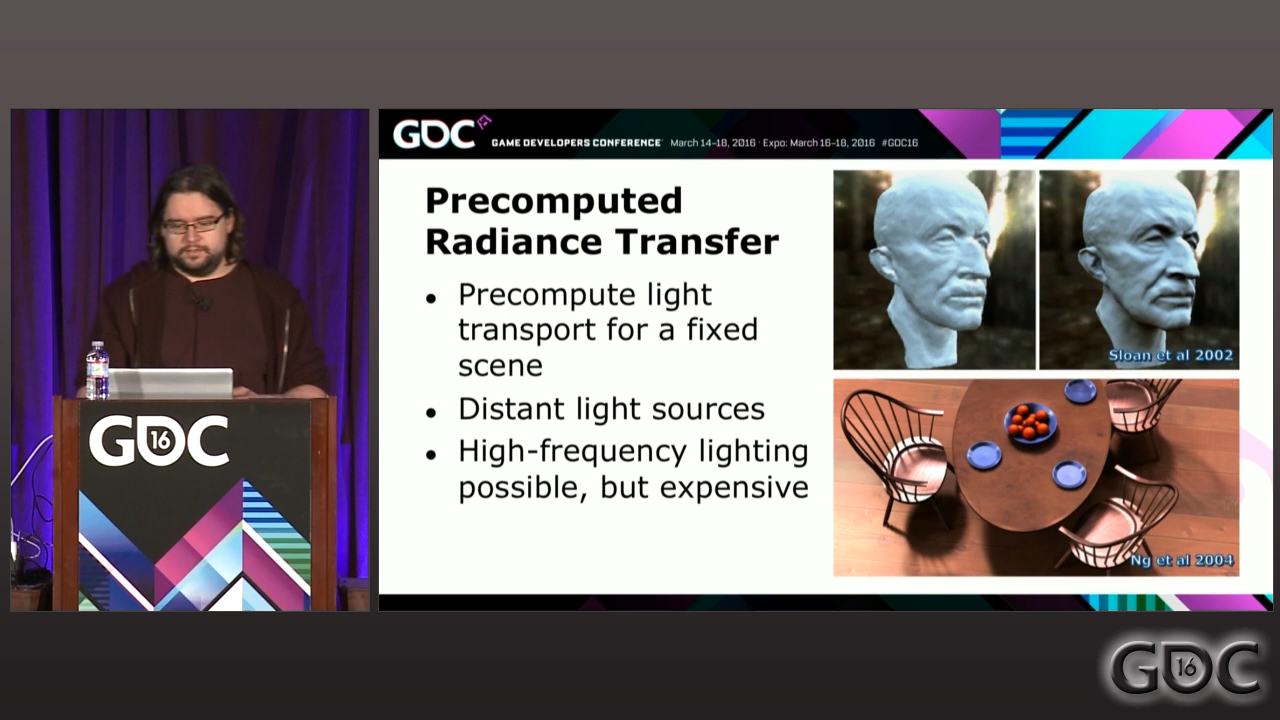 GDC
GAME DEVELOPERS CONFERENCE March 14-18, 2016 · Expo: March 16-18, 2016 #GDC16
Precomputed
Radiance Transfer
• Precompute light
transport for a fixed
scene
• Distant light sources
• High-frequency lighting
possible, but expensive
Sloan et al 2002
Ng et al 2004
GDC 16
GDC 16